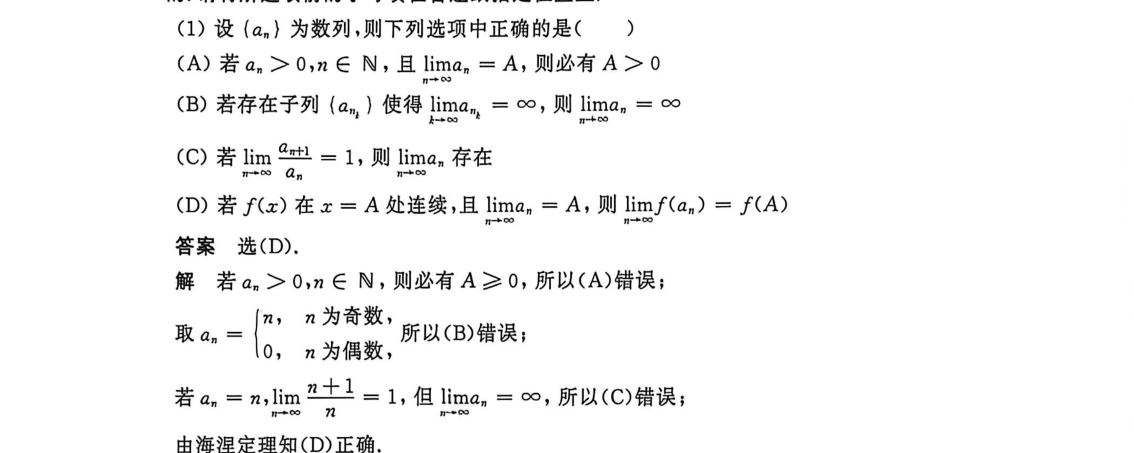 (1) 设{aₙ}为数列,则下列选项中正确的是(  )
(A) 若 aₙ > 0,n ∈ ℕ, 且 lim_{n→∞} aₙ = A, 则必有 A > 0
(B) 若存在子列{a_{n_k}}使得 lim_{k→∞} a_{n_k} = ∞, 则 lim_{n→∞} aₙ = ∞
(C) 若 lim_{n→∞} a_{n+1}/aₙ = 1, 则 lim_{n→∞} aₙ 存在
(D) 若 f(x) 在 x = A 处连续,且 lim_{n→∞} aₙ = A, 则 lim_{n→∞} f(aₙ) = f(A)
答案 选(D).
解 若 aₙ > 0,n ∈ ℕ, 则必有 A ⩾ 0, 所以(A)错误;
取 aₙ = { n, n 为奇数, 0, n 为偶数, 所以(B)错误;
若 aₙ = n, lim_{n→∞} (n+1)/n = 1, 但 lim_{n→∞} aₙ = ∞, 所以(C)错误;
由海涅定理知(D)正确.